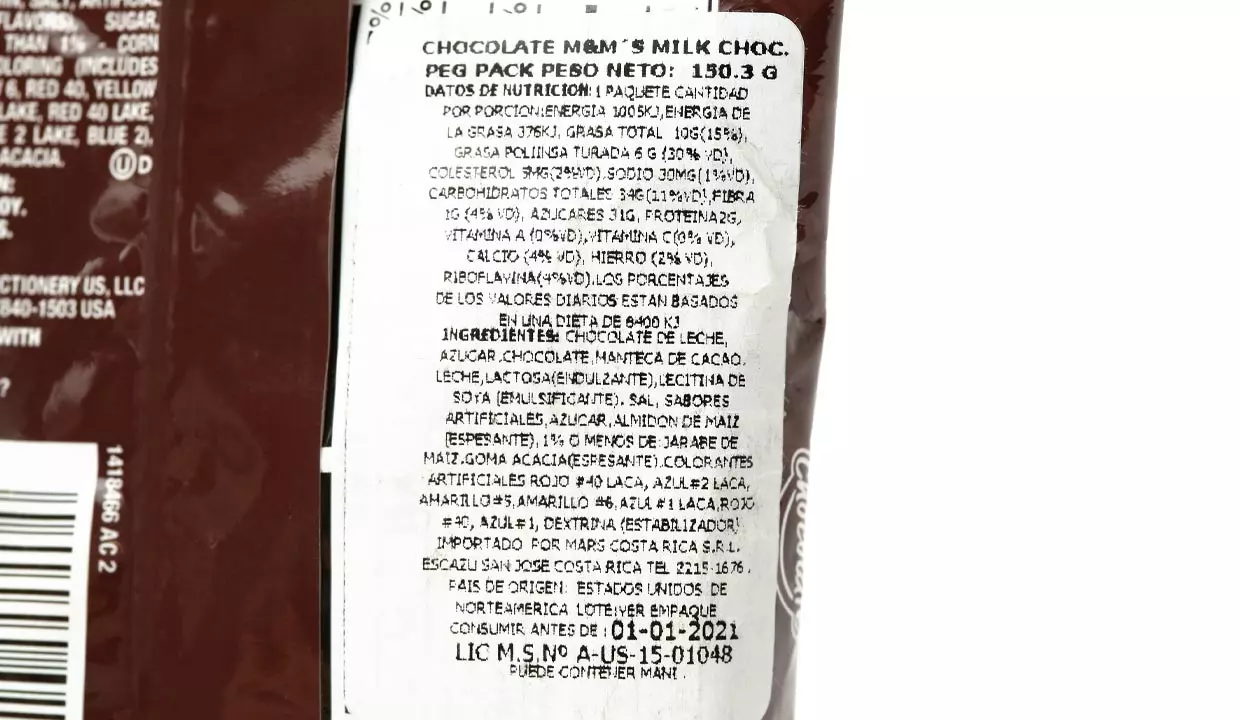 FLAVORS), SUGAR,
THAN 1% - CORN
COLORING (INCLUDES
6, RED 40, YELLOW
LAKE, RED 40 LAKE,
E 2 LAKE, BLUE 2),
ACACIA.
UD
CTIONERY US, LLC
840-1503 USA
WITH
?
1418466 AC 2
CHOCOLATE M&M´S MILK CHOC.
PEG PACK PESO NETO: 150.3 G
DATOS DE NUTRICION:1 PAQUETE CANTIDAD
POR PORCION:ENERGIA 1005KJ,ENERGIA DE
LA GRASA 376KJ, GRASA TOTAL 10G(15%),
GRASA POLIINSA TURADA 6 G (30% VD),
COLESTEROL 5MG(2%VD),SODIO 30MG(1%VD),
CARBOHIDRATOS TOTALES 34G(11%VD),FIBRA
1G (4% VD), AZUCARES 31G, PROTEINA2G,
VITAMINA A (0%VD),VITAMINA C(0% VD),
CALCIO (4% VD), HIERRO (2% VD),
RIBOFLAVINA(4%VD).LOS PORCENTAJES
DE LOS VALORES DIARIOS ESTAN BASADOS
EN UNA DIETA DE 8400 KJ
INGREDIENTES: CHOCOLATE DE LECHE,
AZUCAR,CHOCOLATE,MANTECA DE CACAO,
LECHE,LACTOSA(ENDULZANTE),LECITINA DE
SOYA (EMULSIFICANTE), SAL, SABORES
ARTIFICIALES,AZUCAR,ALMIDON DE MAIZ
(ESPESANTE), 1% O MENOS DE:JARABE DE
MAIZ,GOMA ACACIA(ESPESANTE),COLORANTES
ARTIFICIALES ROJO #40 LACA, AZUL#2 LACA,
AMARILLO#5,AMARILLO #6,AZUL #1 LACA,ROJO
#40, AZUL#1, DEXTRINA (ESTABILIZADOR)
IMPORTADO POR MARS COSTA RICA S.R.L.
ESCAZU SAN JOSE COSTA RICA TEL 2215-1676.
PAIS DE ORIGEN: ESTADOS UNIDOS DE
NORTEAMERICA LOTE:VER EMPAQUE
CONSUMIR ANTES DE :01-01-2021
LIC M.S.Nº A-US-15-01048
PUEDE CONTENER MANI.